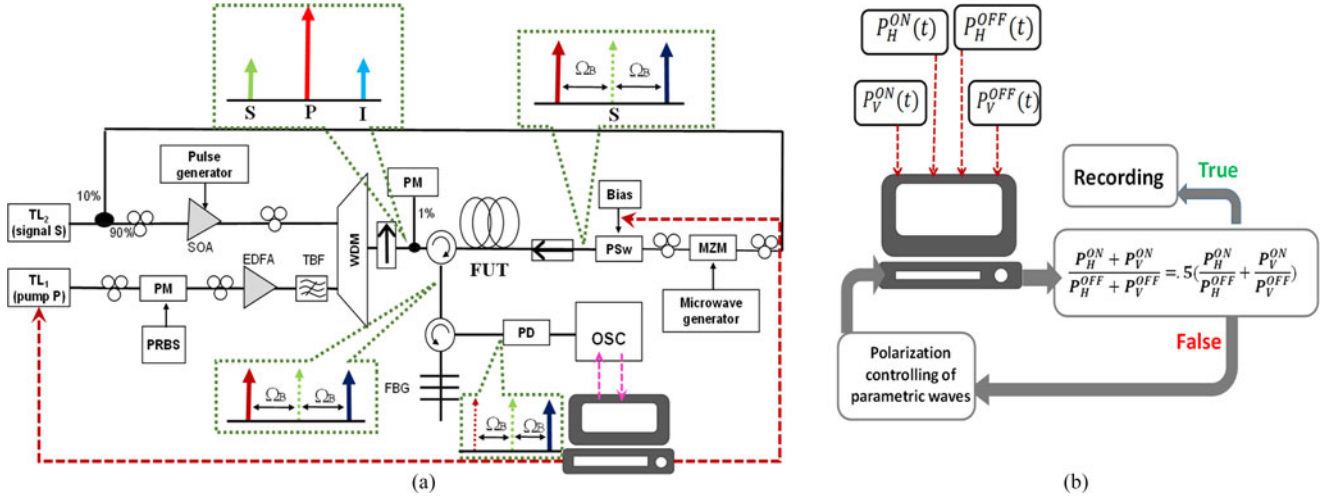 S P I
Ω_B Ω_B
S
10%
Pulse
generator
TL₂
(signal S)
90%
SOA
WDM
PM
1%
FUT
Bias
PSw
MZM
Microwave
generator
TL₁
(pump P)
PM
PRBS
EDFA
TBF
PD
OSC
FBG
Ω_B Ω_B
Ω_B Ω_B
(a)
P_H^{ON}(t)
P_H^{OFF}(t)
P_V^{ON}(t)
P_V^{OFF}(t)
Recording
True
\frac{P_H^{ON} + P_V^{ON}}{P_H^{OFF} + P_V^{OFF}} =.5(\frac{P_H^{ON}}{P_H^{OFF}} + \frac{P_V^{ON}}{P_V^{OFF}})
False
Polarization
controlling of
parametric waves
(b)